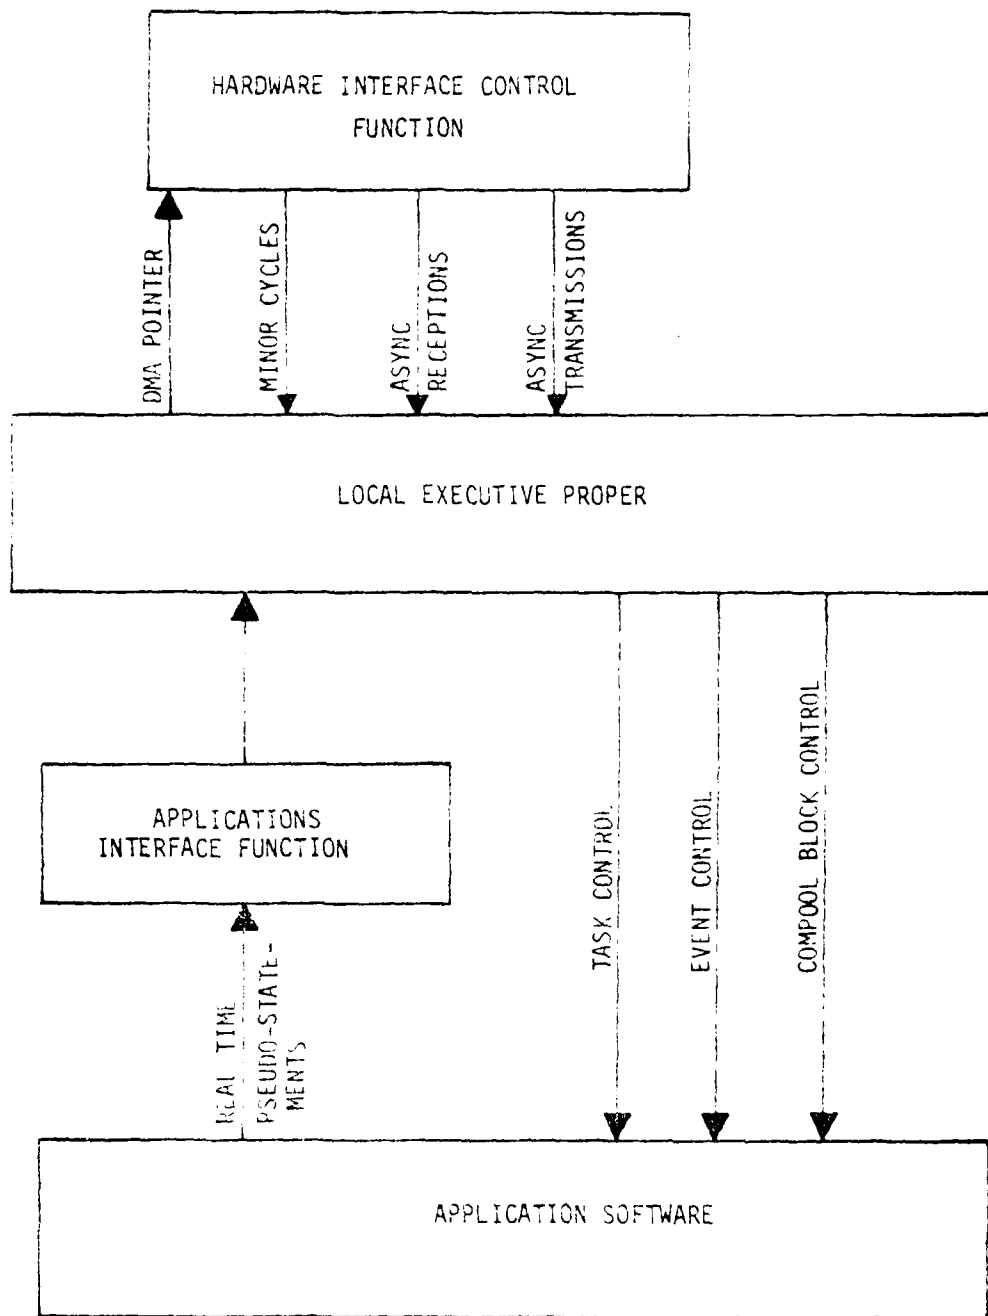 HARDWARE INTERFACE CONTROL
FUNCTION
DMA POINTER
MINOR CYCLES
ASYNC
RECEPTIONS
ASYNC
TRANSMISSIONS
LOCAL EXECUTIVE PROPER
APPLICATIONS
INTERFACE FUNCTION
TASK CONTROL
EVENT CONTROL
COMPOOL BLOCK CONTROL
REAL TIME
PSEUDO-STATE-
MENTS
APPLICATION SOFTWARE